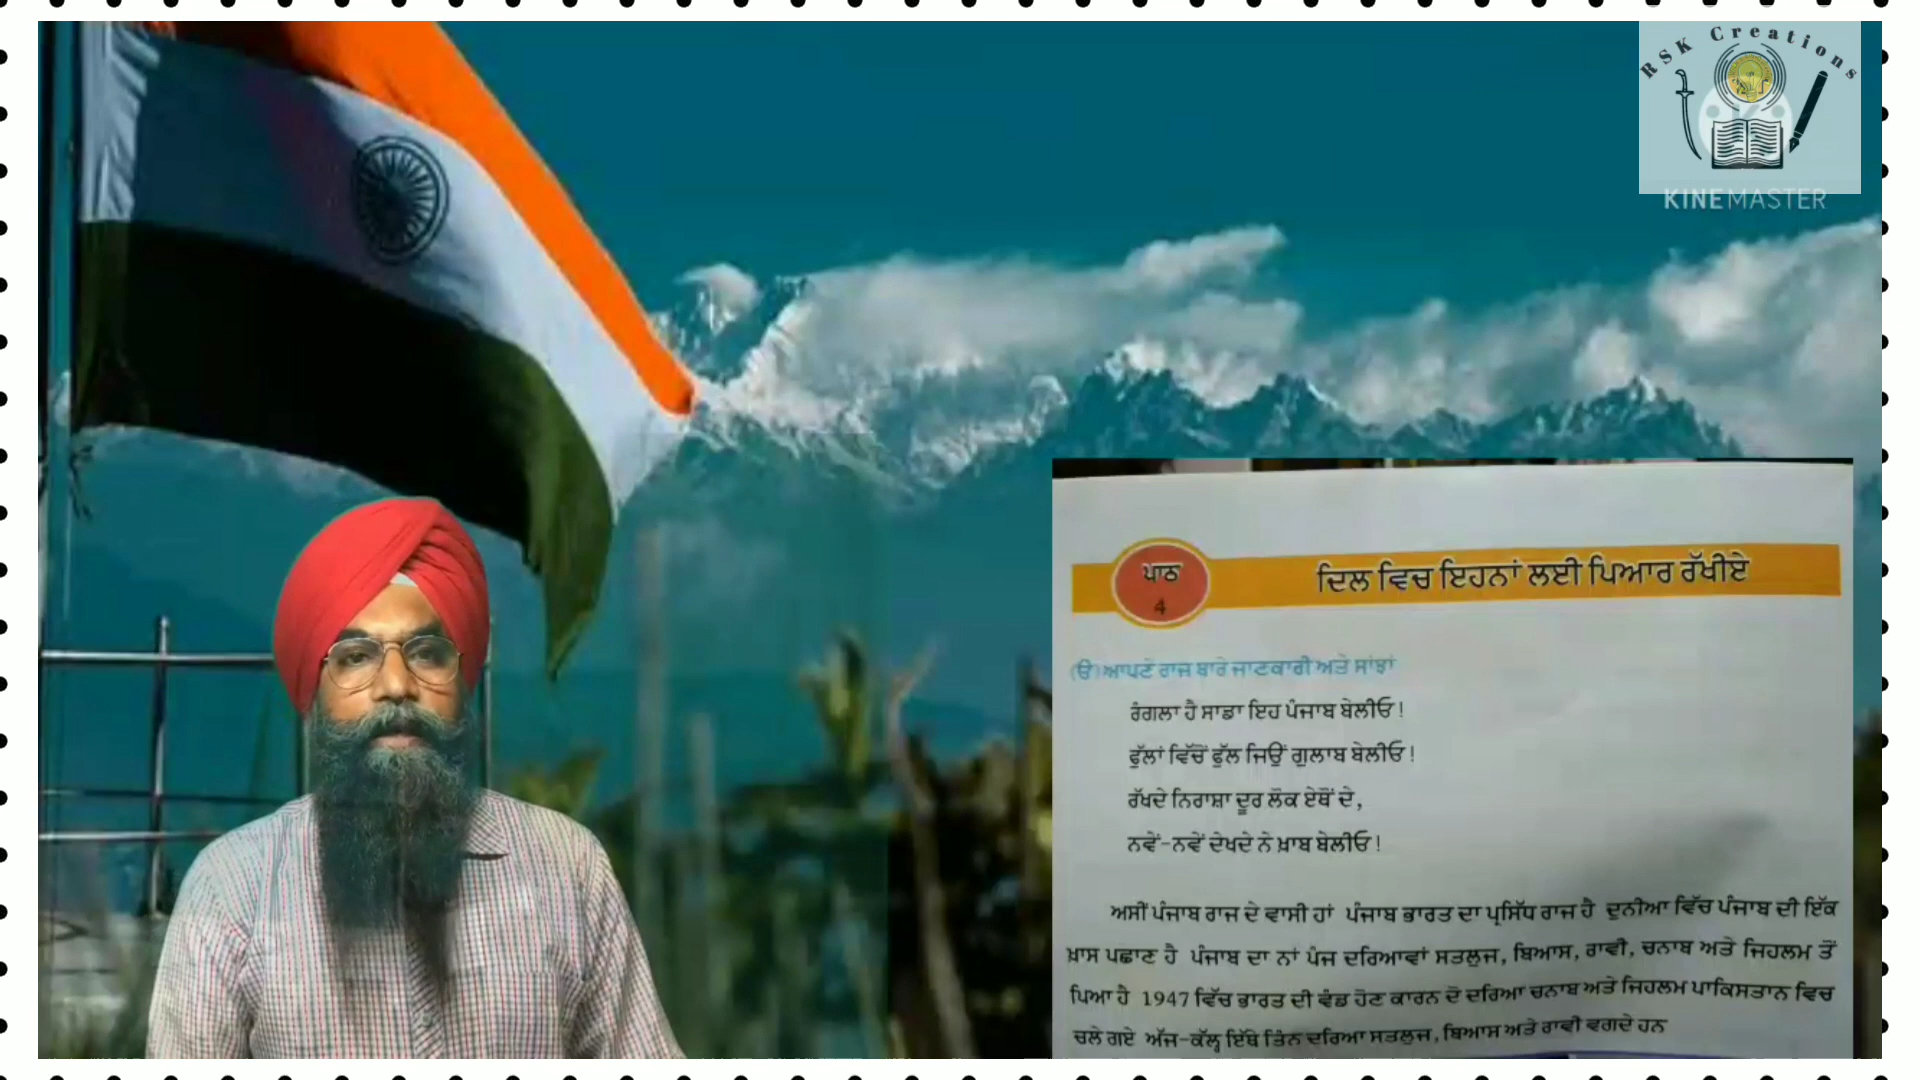 RSK Creations
KINEMASTER
ਪਾਠ
4
ਦਿਲ ਵਿਚ ਇਹਨਾਂ ਲਈ ਪਿਆਰ ਰੱਖੀਏ
(ੳ) ਆਪਣੇ ਰਾਜ ਬਾਰੇ ਜਾਣਕਾਰੀ ਅਤੇ ਸਾਂਝਾਂ
ਰੰਗਲਾ ਹੈ ਸਾਡਾ ਇਹ ਪੰਜਾਬ ਬੇਲੀਓ !
ਫੁੱਲਾਂ ਵਿੱਚੋਂ ਫੁੱਲ ਜਿਉਂ ਗੁਲਾਬ ਬੇਲੀਓ !
ਰੱਖਦੇ ਨਿਰਾਸ਼ਾ ਦੂਰ ਲੋਕ ਏਥੋਂ ਦੇ,
ਨਵੇਂ-ਨਵੇਂ ਦੇਖਦੇ ਨੇ ਖ਼ਾਬ ਬੇਲੀਓ !
ਅਸੀਂ ਪੰਜਾਬ ਰਾਜ ਦੇ ਵਾਸੀ ਹਾਂ ਪੰਜਾਬ ਭਾਰਤ ਦਾ ਪ੍ਰਸਿੱਧ ਰਾਜ ਹੈ ਦੁਨੀਆ ਵਿੱਚ ਪੰਜਾਬ ਦੀ ਇੱਕ
ਖ਼ਾਸ ਪਛਾਣ ਹੈ ਪੰਜਾਬ ਦਾ ਨਾਂ ਪੰਜ ਦਰਿਆਵਾਂ ਸਤਲੁਜ, ਬਿਆਸ, ਰਾਵੀ, ਚਨਾਬ ਅਤੇ ਜਿਹਲਮ ਤੋਂ
ਪਿਆ ਹੈ 1947 ਵਿੱਚ ਭਾਰਤ ਦੀ ਵੰਡ ਹੋਣ ਕਾਰਨ ਦੋ ਦਰਿਆ ਚਨਾਬ ਅਤੇ ਜਿਹਲਮ ਪਾਕਿਸਤਾਨ ਵਿਚ
ਚਲੇ ਗਏ ਅੱਜ-ਕੱਲ੍ਹ ਇੱਥੇ ਤਿੰਨ ਦਰਿਆ ਸਤਲੁਜ, ਬਿਆਸ ਅਤੇ ਰਾਵੀ ਵਗਦੇ ਹਨ